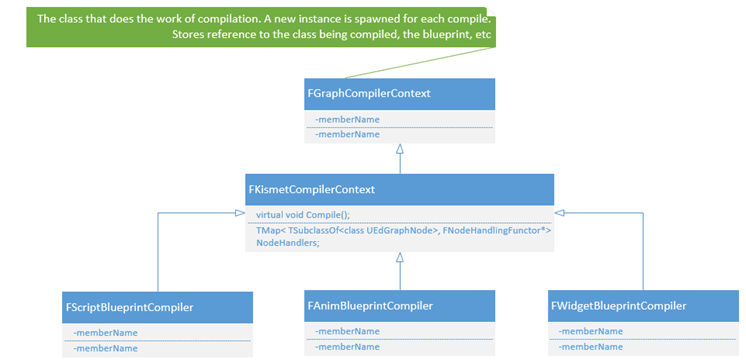 The class that does the work of compilation. A new instance is spawned for each compile.
Stores reference to the class being compiled, the blueprint, etc
FGraphCompilerContext
-memberName
-memberName
FKismetCompilerContext
virtual void Compile();
TMap< TSubclassOf<class UEdGraphNode>, FNodeHandlingFunctor*>
NodeHandlers;
FScriptBlueprintCompiler
-memberName
-memberName
FAnimBlueprintCompiler
-memberName
-memberName
FWidgetBlueprintCompiler
-memberName
-memberName